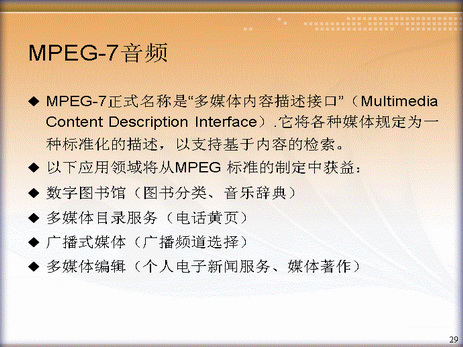 MPEG-7音频
◆ MPEG-7正式名称是“多媒体内容描述接口”（Multimedia
Content Description Interface）.它将各种媒体规定为一
种标准化的描述，以支持基于内容的检索。
◆ 以下应用领域将从MPEG 标准的制定中获益：
◆ 数字图书馆（图书分类、音乐辞典）
◆ 多媒体目录服务（电话黄页）
◆ 广播式媒体（广播频道选择）
◆ 多媒体编辑（个人电子新闻服务、媒体著作）
29